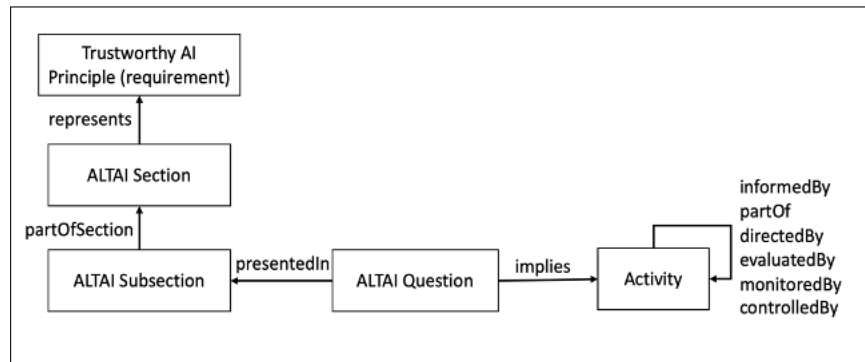 Trustworthy AI
Principle (requirement)
represents
ALTAI Section
partOfSection
ALTAI Subsection
presentedIn
ALTAI Question
implies
Activity
informedBy
partOf
directedBy
evaluatedBy
monitoredBy
controlledBy